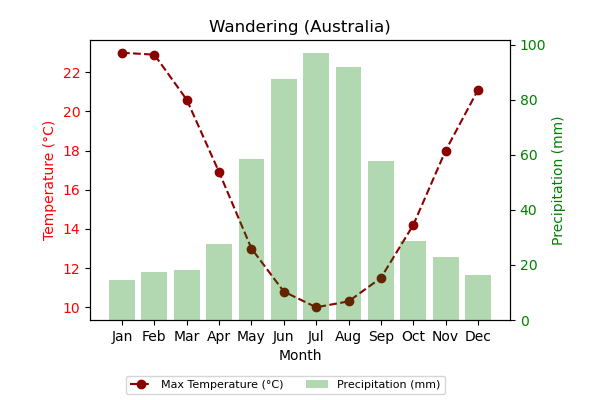 Wandering (Australia)
Temperature (°C)
22
20
18
16
14
12
10
100
80
60
40
20
0
Precipitation (mm)
Jan Feb Mar Apr May Jun Jul Aug Sep Oct Nov Dec
Month
Max Temperature (°C) Precipitation (mm)